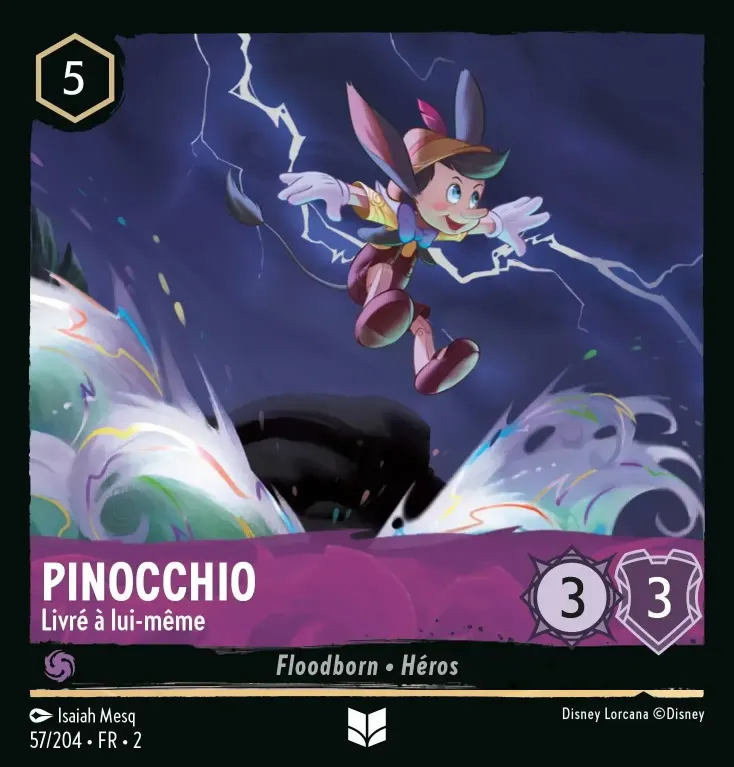 5
PINOCCHIO
Livré à lui-même
3
3
Floodborn • Héros
Isaiah Mesq
57/204 • FR • 2
Disney Lorcana ©Disney